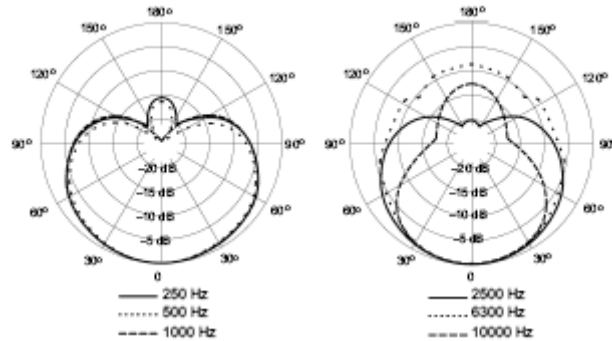 180°
150° 150°
120° 120°
90° 90°
–20 dB
–15 dB
60° 60°
–10 dB
–5 dB
30° 30°
0
250 Hz
500 Hz
1000 Hz
180°
150° 150°
120° 120°
90° 90°
–20 dB
–15 dB
60° 60°
–10 dB
–5 dB
30° 30°
0
2500 Hz
6300 Hz
10000 Hz